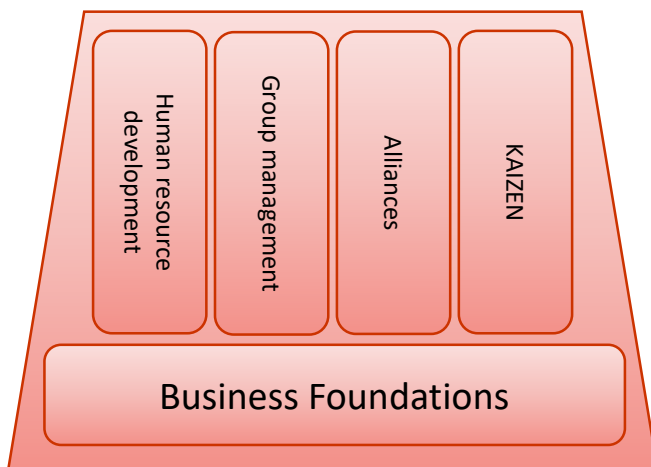 Human resource
development
Group management
Alliances
KAIZEN
Business Foundations